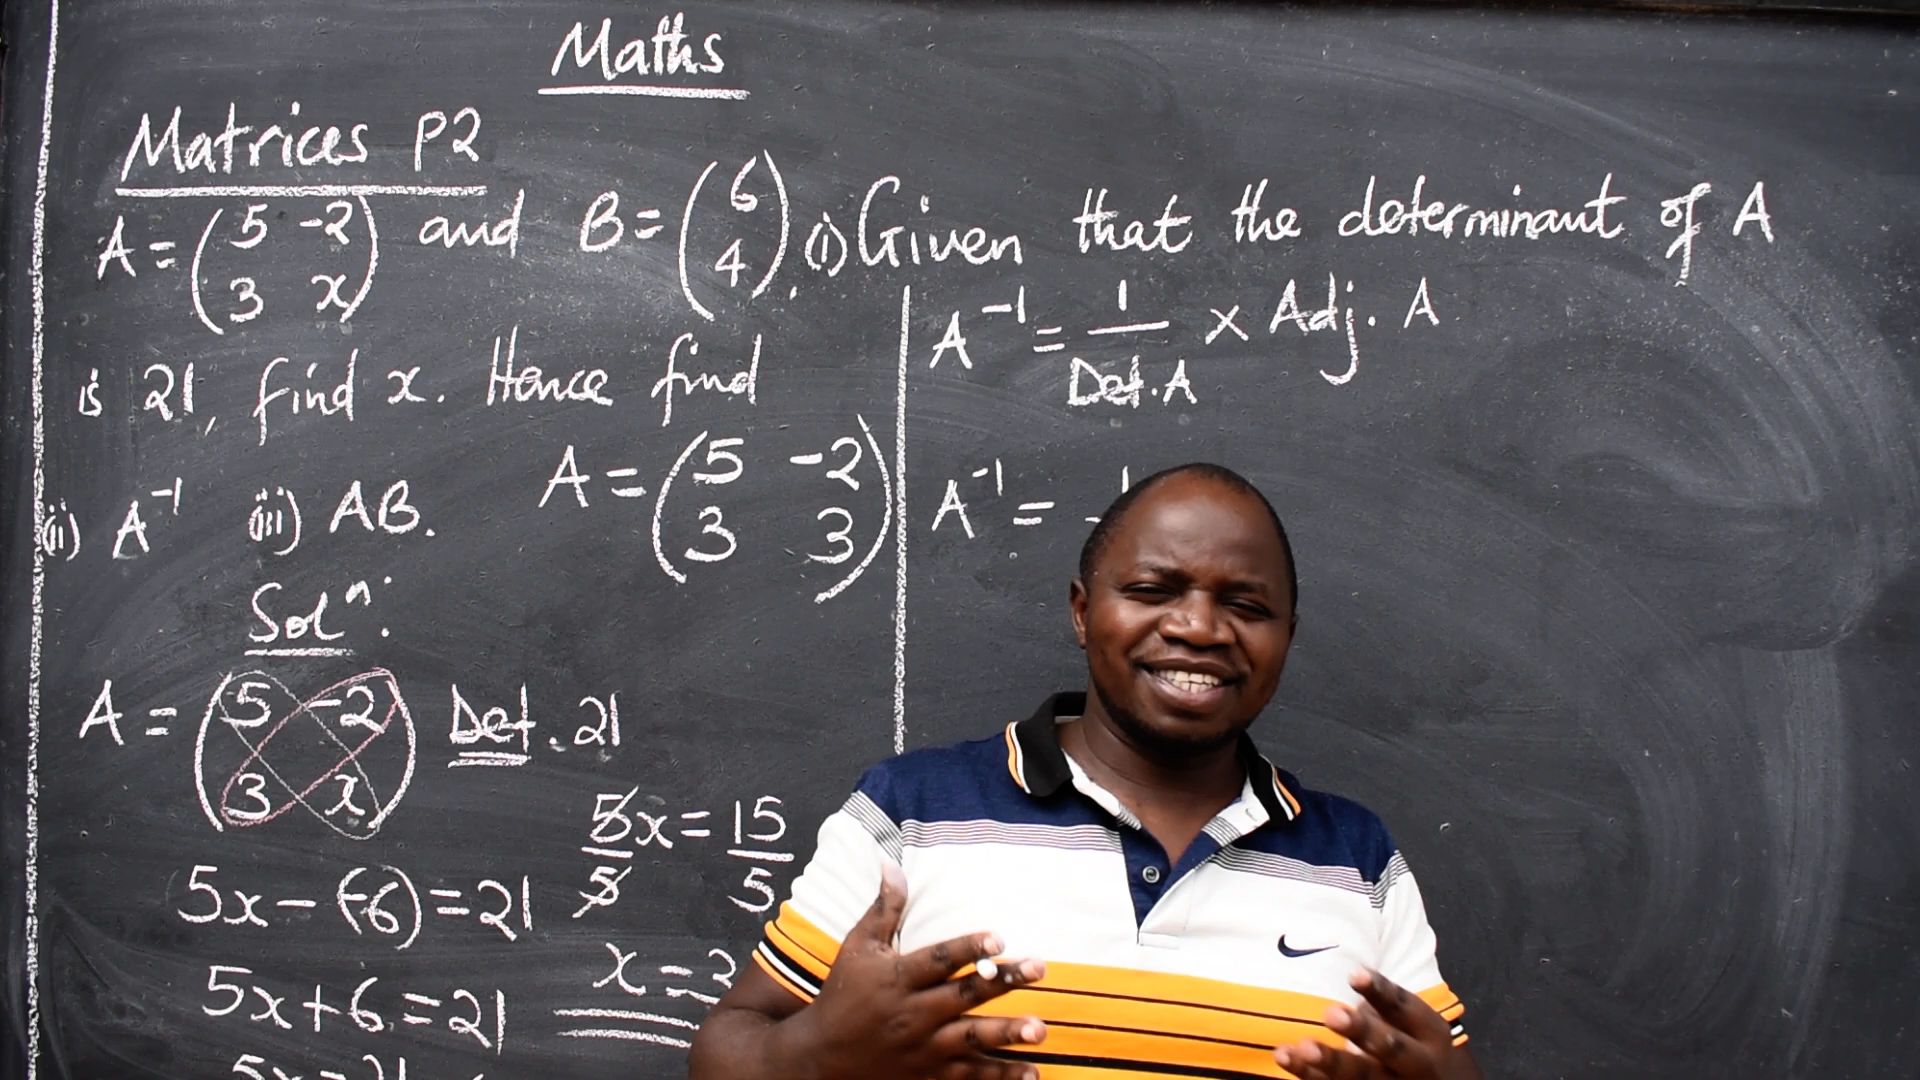 Maths
Matrices P2
A = (5 -2
3 x) and B = (6
4). (i) Given that the determinant of A
is 21, find x. Hence find
(ii) A⁻¹ (iii) AB.
Solⁿ:
A = (5 -2
3 x) Det. 21
5x - (-6) = 21
5x + 6 = 21
5x = 21
A = (5 -2
3 3)
5x = 15
5 5
x = 3
A⁻¹ = 1 × Adj. A
Det. A
A⁻¹ =